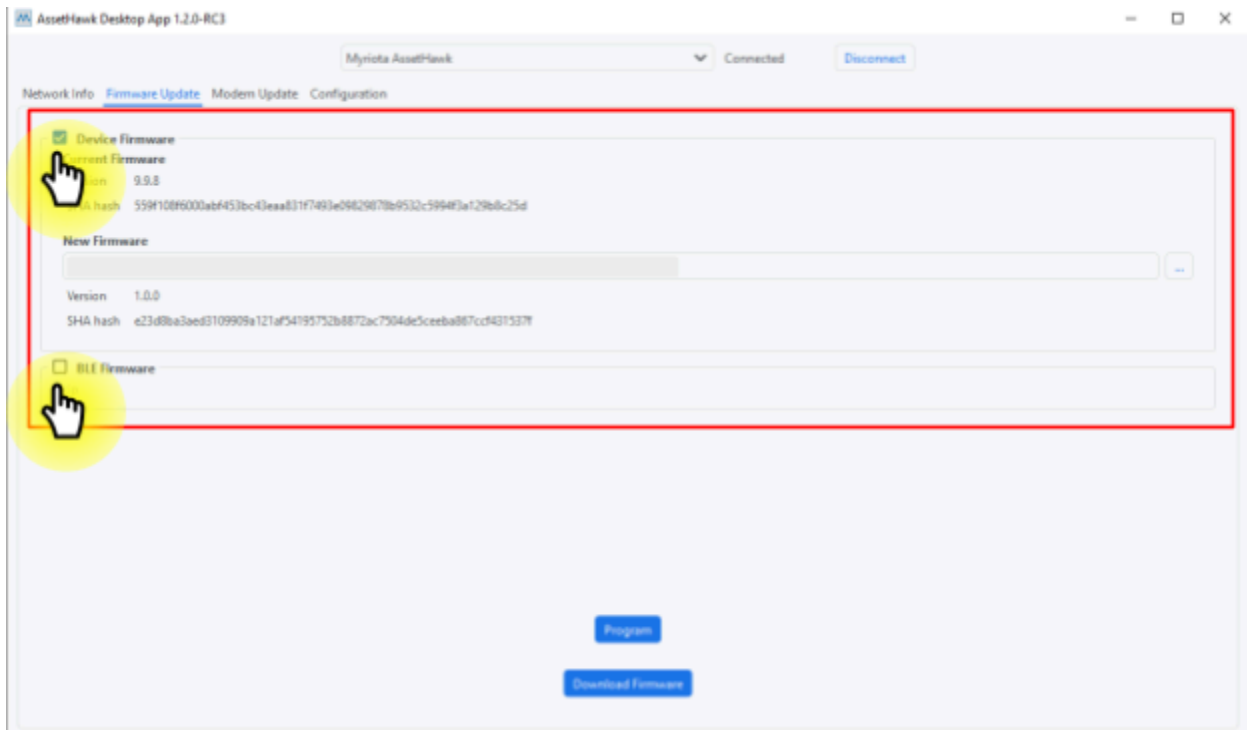 AssetHawk Desktop App 1.2.0-RC3
Myriota AssetHawk Connected Disconnect
Network Info Firmware Update Modem Update Configuration
Device Firmware
Current Firmware
9.9.8
hash
New Firmware
...
Version 1.0.0
SHA hash
BLE Firmware
Program
Download Firmware